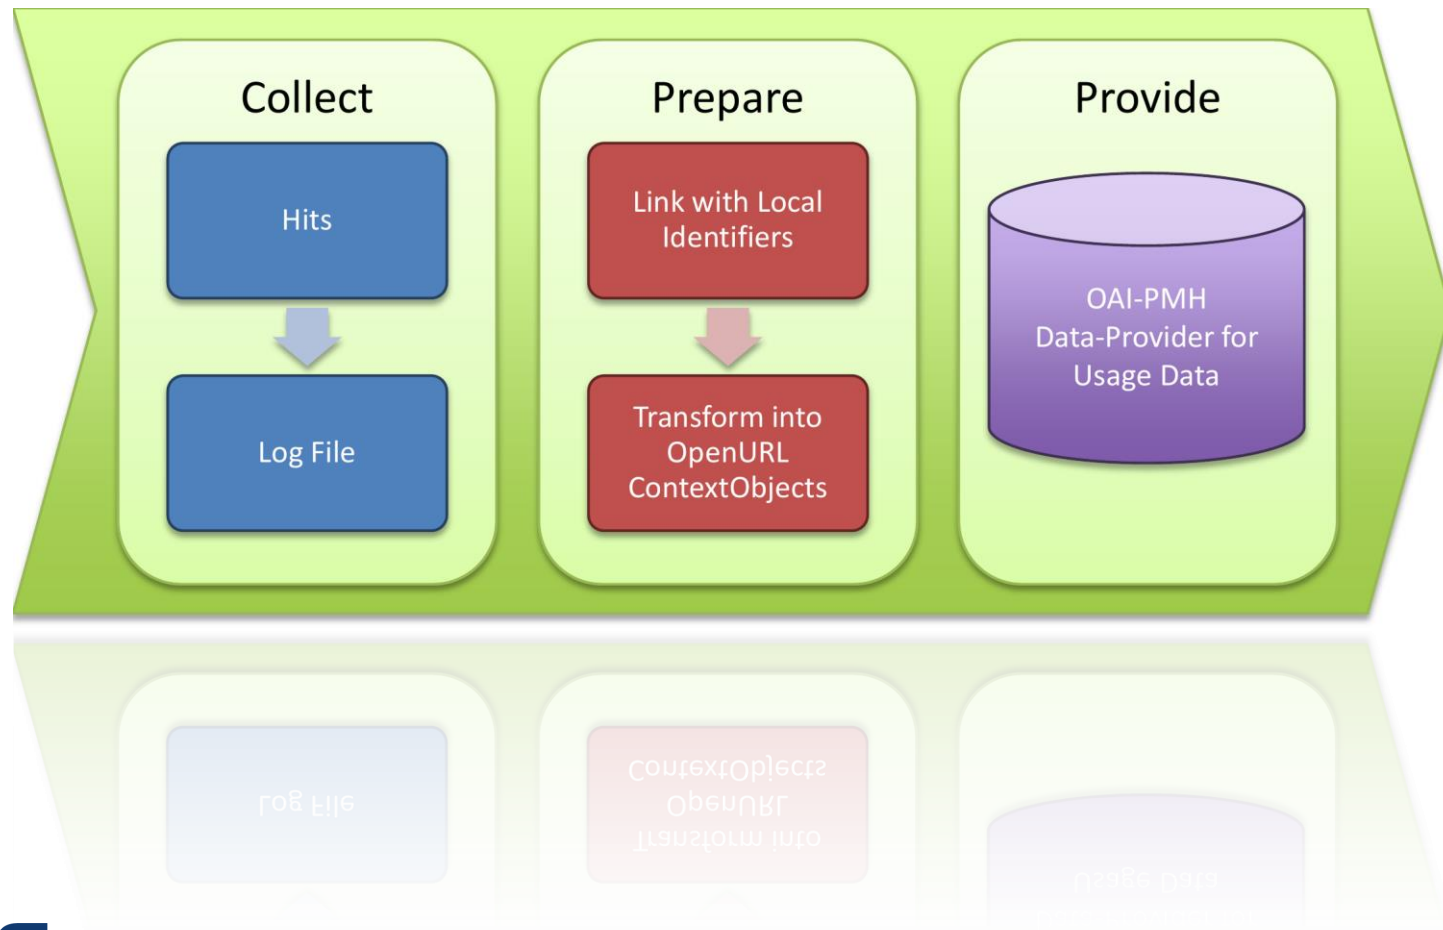 Collect
Hits
Log File
Prepare
Link with Local
Identifiers
Transform into
OpenURL
ContextObjects
Provide
OAI-PMH
Data-Provider for
Usage Data